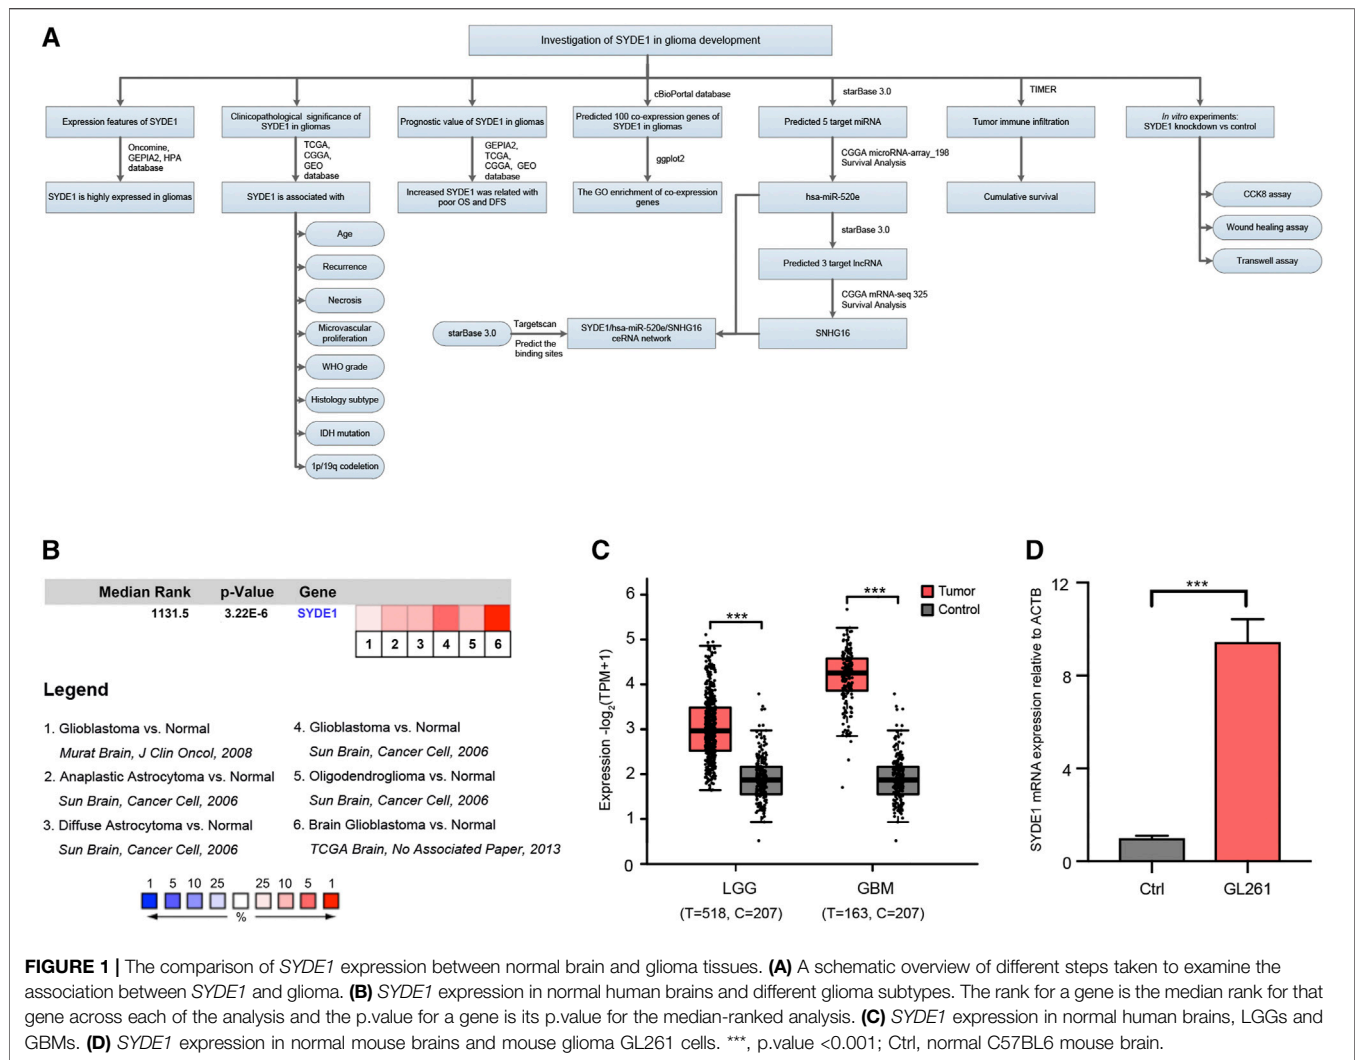 A
Investigation of SYDE1 in glioma development
cBioPortal database
starBase 3.0
TIMER
Expression features of SYDE1
Clinicopathological significance of
SYDE1 in gliomas
Prognostic value of SYDE1 in gliomas
Predicted 100 co-expression genes of
SYDE1 in gliomas
Predicted 5 target miRNA
Tumor immune infiltration
In vitro experiments:
SYDE1 knockdown vs control
Oncomine,
GEPIA2, HPA
database
TCGA,
CGGA,
GEO
database
GEPIA2,
TCGA,
CGGA, GEO
database
ggplot2
CGGA microRNA-array_198
Survival Analysis
SYDE1 is highly expressed in gliomas
SYDE1 is associated with
Increased SYDE1 was related with
poor OS and DFS
The GO enrichment of co-expression
genes
hsa-miR-520e
Cumulative survival
CCK8 assay
Wound healing assay
Transwell assay
Age
Recurrence
Necrosis
Microvascular
proliferation
WHO grade
Histology subtype
IDH mutation
1p/19q codeletion
starBase 3.0
Predicted 3 target lncRNA
CGGA mRNA-seq 325
Survival Analysis
SNHG16
starBase 3.0
Targetscan
Predict the
binding sites
SYDE1/hsa-miR-520e/SNHG16
ceRNA network
B
Median Rank p-Value Gene
1131.5 3.22E-6 SYDE1
1 2 3 4 5 6
Legend
1. Glioblastoma vs. Normal
Murat Brain, J Clin Oncol, 2008
2. Anaplastic Astrocytoma vs. Normal
Sun Brain, Cancer Cell, 2006
3. Diffuse Astrocytoma vs. Normal
Sun Brain, Cancer Cell, 2006
4. Glioblastoma vs. Normal
Sun Brain, Cancer Cell, 2006
5. Oligodendroglioma vs. Normal
Sun Brain, Cancer Cell, 2006
6. Brain Glioblastoma vs. Normal
TCGA Brain, No Associated Paper, 2013
1 5 10 25 25 10 5 1
%
C
Expression -log2(TPM+1)
6
5
4
3
2
1
0
***
***
Tumor
Control
LGG
(T=518, C=207)
GBM
(T=163, C=207)
D
SYDE1 mRNA expression relative to ACTB
12
8
4
0
***
Ctrl
GL261
FIGURE 1 | The comparison of SYDE1 expression between normal brain and glioma tissues. (A) A schematic overview of different steps taken to examine the
association between SYDE1 and glioma. (B) SYDE1 expression in normal human brains and different glioma subtypes. The rank for a gene is the median rank for that
gene across each of the analysis and the p.value for a gene is its p.value for the median-ranked analysis. (C) SYDE1 expression in normal human brains, LGGs and
GBMs. (D) SYDE1 expression in normal mouse brains and mouse glioma GL261 cells. ***, p.value <0.001; Ctrl, normal C57BL6 mouse brain.